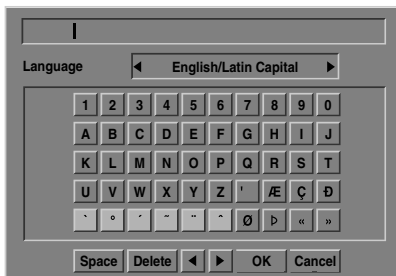 Language ◀ English/Latin Capital ▶
1 2 3 4 5 6 7 8 9 0
A B C D E F G H I J
K L M N O P Q R S T
U V W X Y Z ' Æ Ç Ð
` ° ´ ˜ ¨ ˆ Ø Þ « »
Space Delete ◀ ▶ OK Cancel